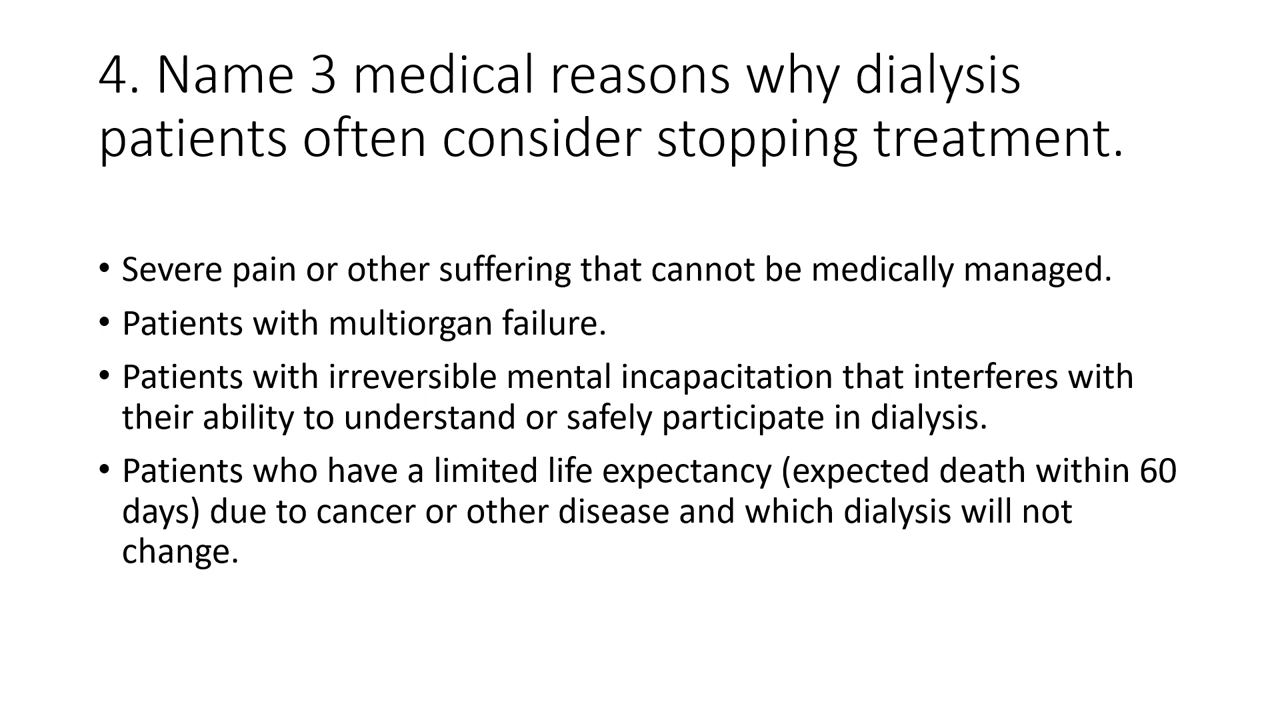 4. Name 3 medical reasons why dialysis
patients often consider stopping treatment.
• Severe pain or other suffering that cannot be medically managed.
• Patients with multiorgan failure.
• Patients with irreversible mental incapacitation that interferes with
their ability to understand or safely participate in dialysis.
• Patients who have a limited life expectancy (expected death within 60
days) due to cancer or other disease and which dialysis will not
change.